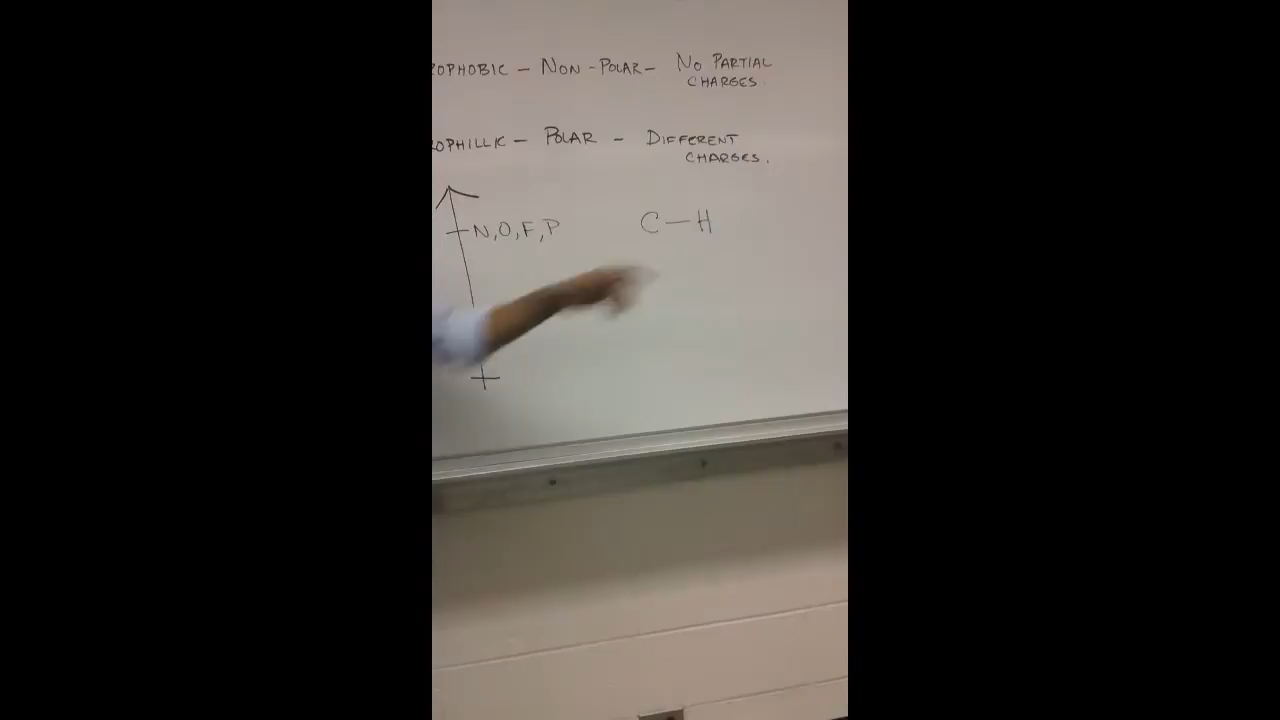 ROPHOBIC – NON-POLAR – NO PARTIAL
CHARGES.
ROPHILLIC – POLAR – DIFFERENT
CHARGES.
N,O,F,P
C—H